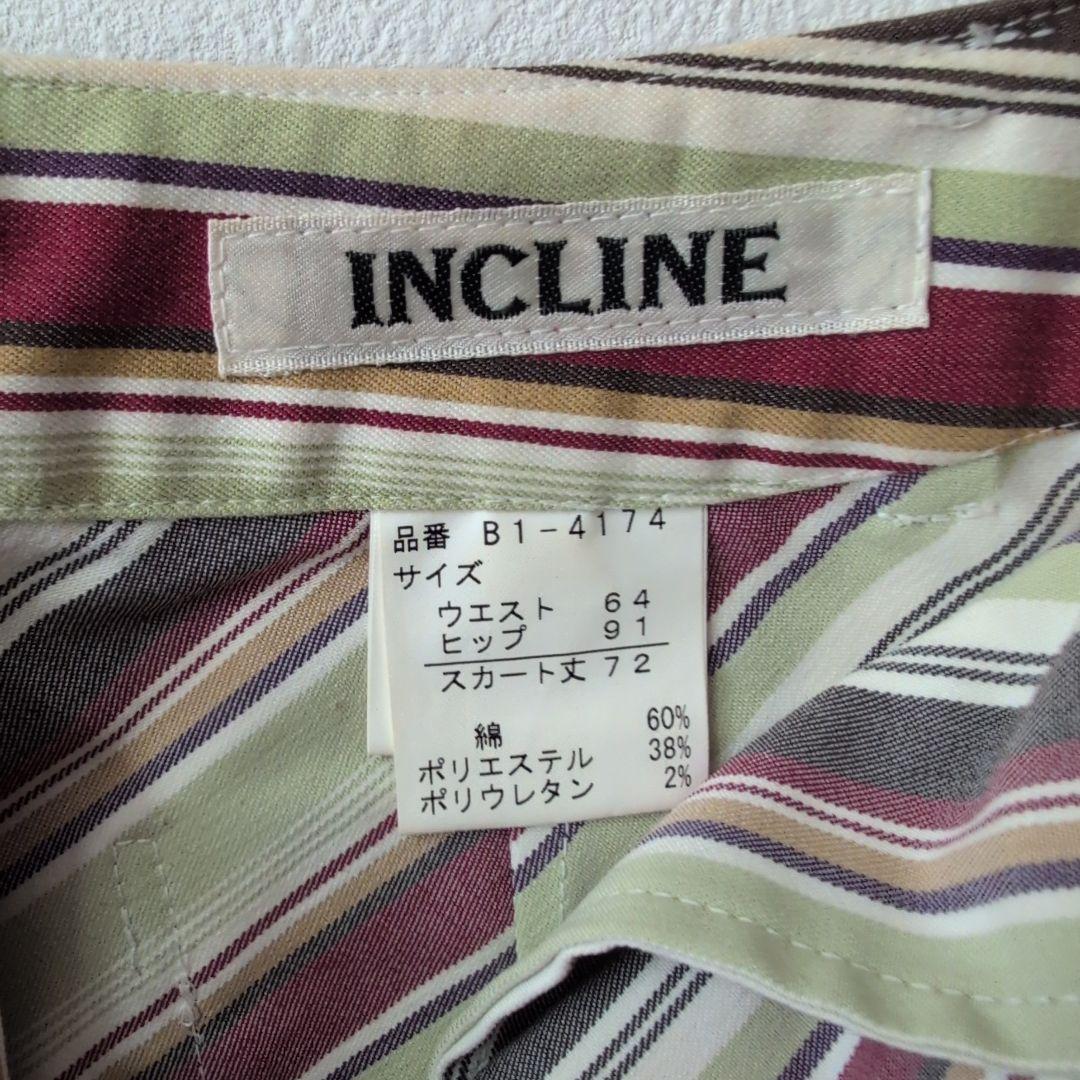 INCLINE
品番 B1-4174
サイズ
ウエスト 64
ヒップ 91
スカート丈 72
綿 60%
ポリエステル 38%
ポリウレタン 2%